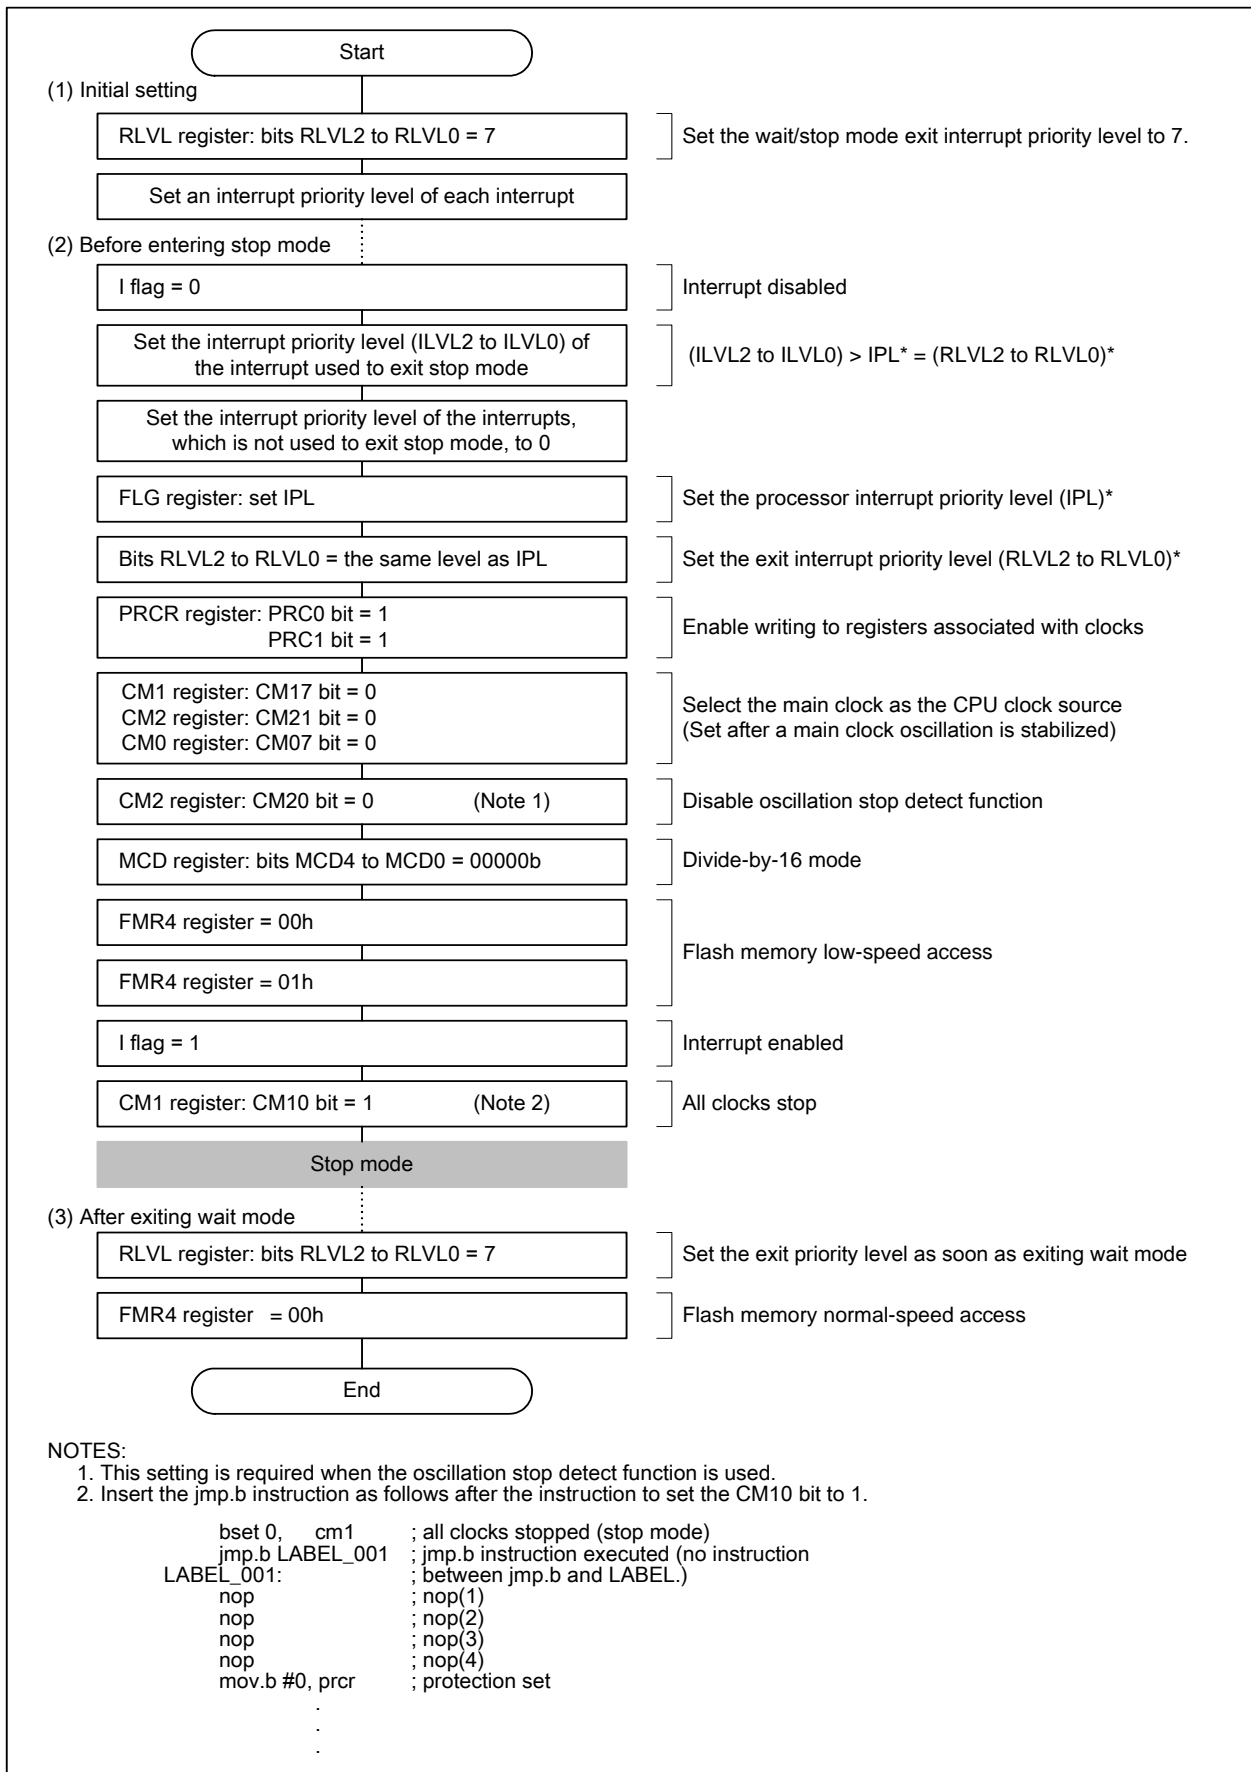 Start
(1) Initial setting
RLVL register: bits RLVL2 to RLVL0 = 7
Set the wait/stop mode exit interrupt priority level to 7.
Set an interrupt priority level of each interrupt
(2) Before entering stop mode
I flag = 0
Interrupt disabled
Set the interrupt priority level (ILVL2 to ILVL0) of
the interrupt used to exit stop mode
(ILVL2 to ILVL0) > IPL* = (RLVL2 to RLVL0)*
Set the interrupt priority level of the interrupts,
which is not used to exit stop mode, to 0
FLG register: set IPL
Set the processor interrupt priority level (IPL)*
Bits RLVL2 to RLVL0 = the same level as IPL
Set the exit interrupt priority level (RLVL2 to RLVL0)*
PRCR register: PRC0 bit = 1
PRC1 bit = 1
Enable writing to registers associated with clocks
CM1 register: CM17 bit = 0
CM2 register: CM21 bit = 0
CM0 register: CM07 bit = 0
Select the main clock as the CPU clock source
(Set after a main clock oscillation is stabilized)
CM2 register: CM20 bit = 0 (Note 1)
Disable oscillation stop detect function
MCD register: bits MCD4 to MCD0 = 00000b
Divide-by-16 mode
FMR4 register = 00h
FMR4 register = 01h
Flash memory low-speed access
I flag = 1
Interrupt enabled
CM1 register: CM10 bit = 1 (Note 2)
All clocks stop
Stop mode
(3) After exiting wait mode
RLVL register: bits RLVL2 to RLVL0 = 7
Set the exit priority level as soon as exiting wait mode
FMR4 register = 00h
Flash memory normal-speed access
End
NOTES:
1. This setting is required when the oscillation stop detect function is used.
2. Insert the jmp.b instruction as follows after the instruction to set the CM10 bit to 1.
bset 0, cm1 ; all clocks stopped (stop mode)
jmp.b LABEL_001 ; jmp.b instruction executed (no instruction
LABEL_001: ; between jmp.b and LABEL.)
nop ; nop(1)
nop ; nop(2)
nop ; nop(3)
nop ; nop(4)
mov.b #0, prcr ; protection set
.
.
.